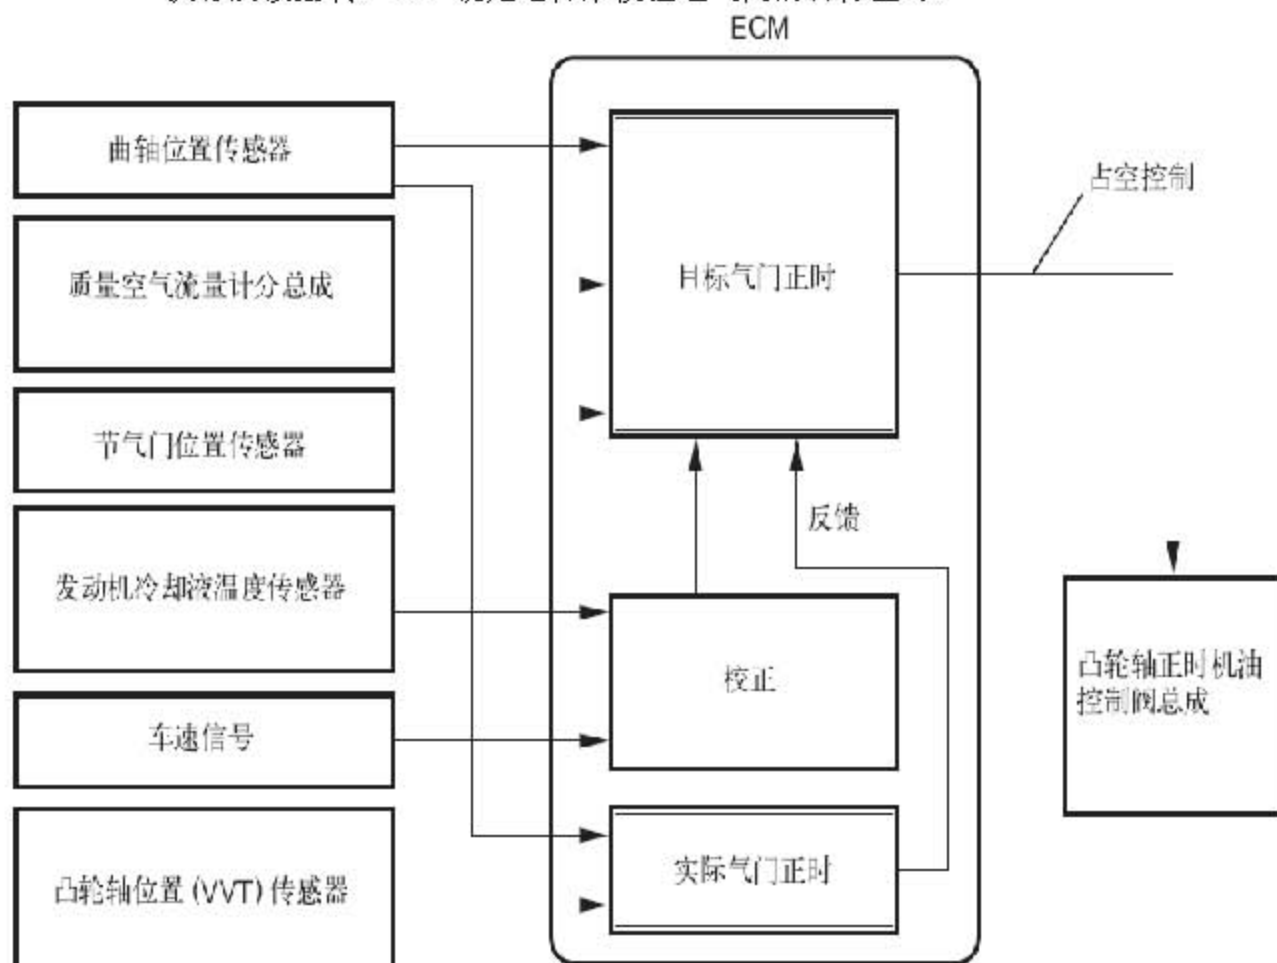 ECM
曲轴位置传感器
占空控制
质量空气流量计分总成
目标气门正时
节气门位置传感器
反馈
发动机冷却液温度传感器
校正
凸轮轴正时机油
控制阀总成
车速信号
实际气门正时
凸轮轴位置(VVT)传感器